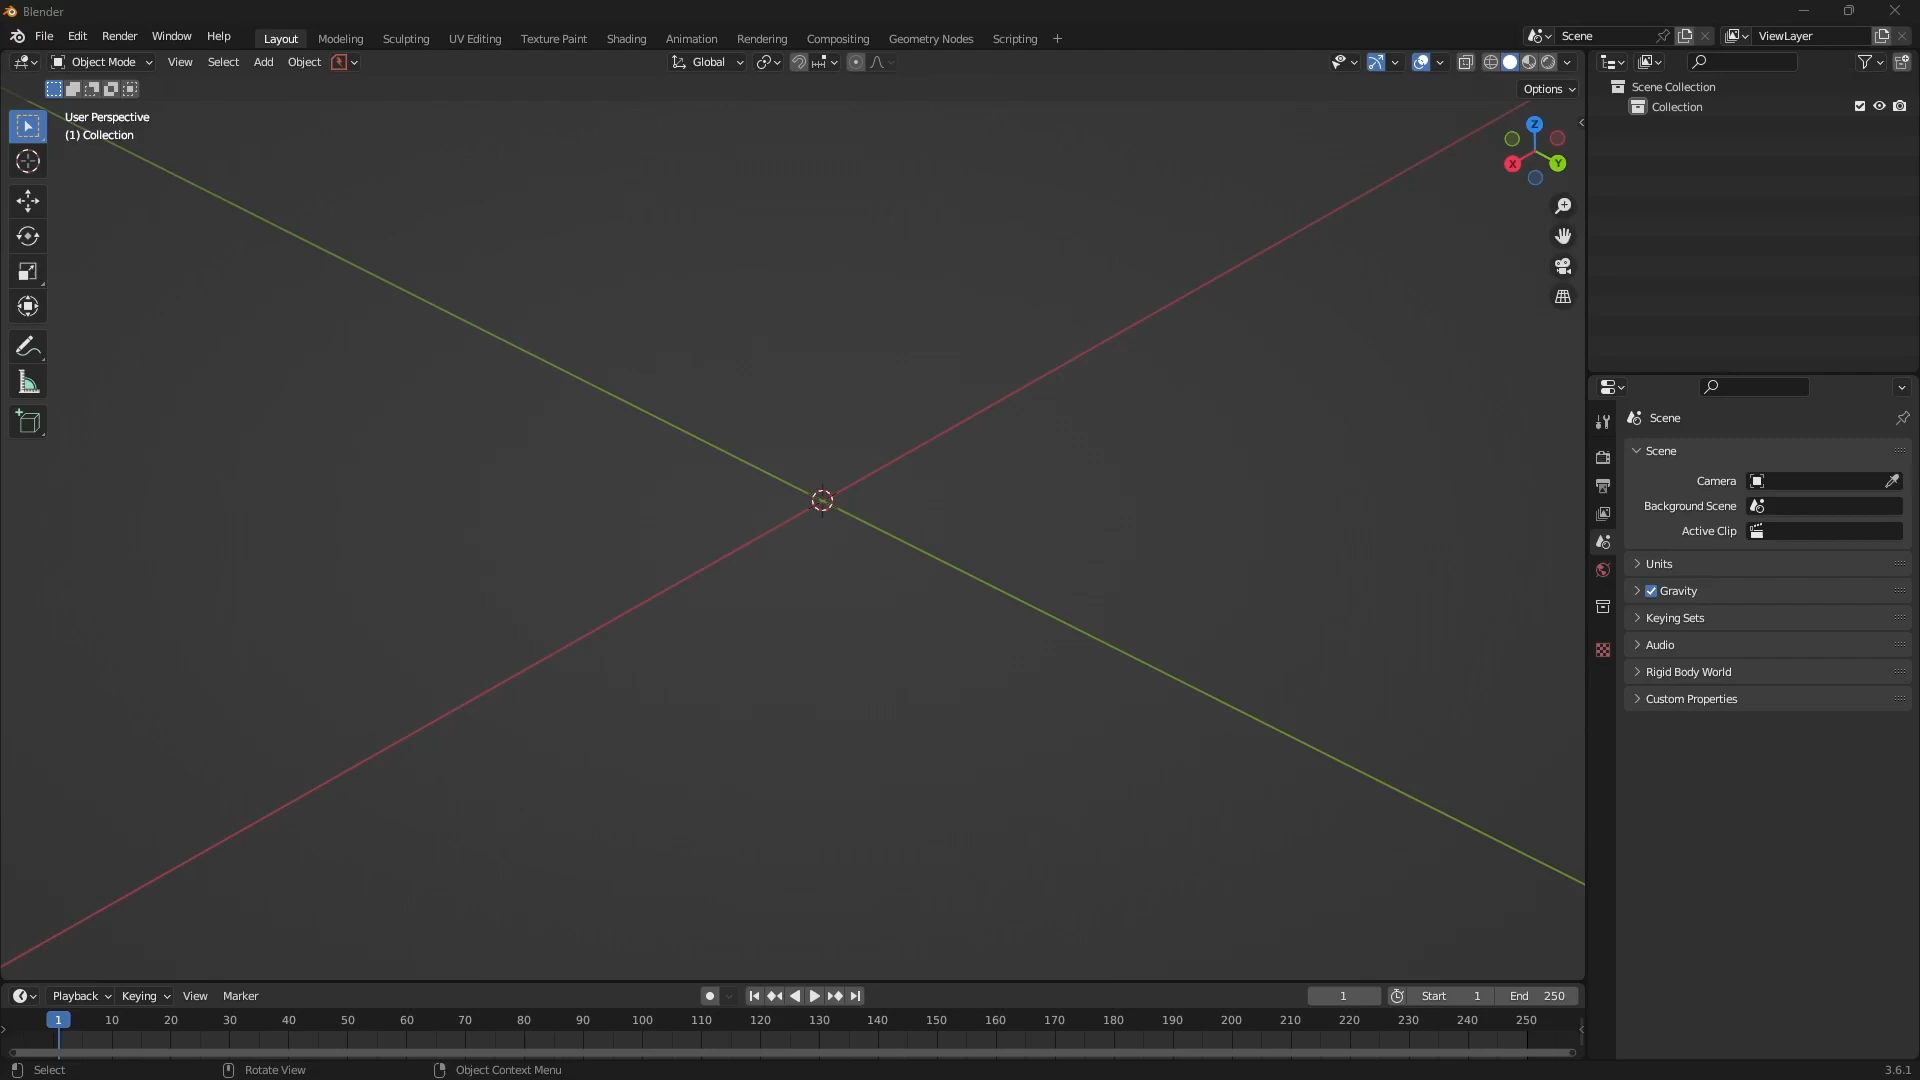 Blender
File Edit Render Window Help Layout Modeling Sculpting UV Editing Texture Paint Shading Animation Rendering Compositing Geometry Nodes Scripting + Scene ViewLayer
Object Mode View Select Add Object Global
Options
User Perspective
(1) Collection
Z
X Y
Scene Collection
Collection
Scene
Scene
Camera
Background Scene
Active Clip
Units
Gravity
Keying Sets
Audio
Rigid Body World
Custom Properties
Playback Keying View Marker 1 Start 1 End 250
1 10 20 30 40 50 60 70 80 90 100 110 120 130 140 150 160 170 180 190 200 210 220 230 240 250
Select Rotate View Object Context Menu 3.6.1